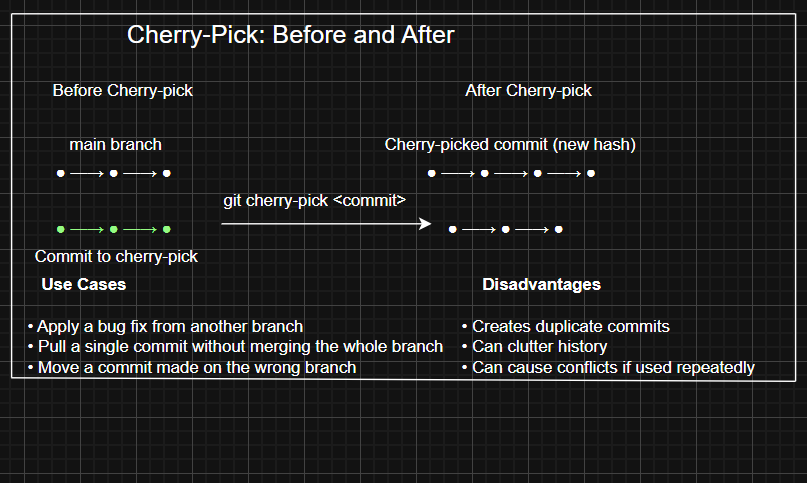 Cherry-Pick: Before and After
Before Cherry-pick
After Cherry-pick
main branch
Cherry-picked commit (new hash)
git cherry-pick <commit>
Commit to cherry-pick
Use Cases
• Apply a bug fix from another branch
• Pull a single commit without merging the whole branch
• Move a commit made on the wrong branch
Disadvantages
• Creates duplicate commits
• Can clutter history
• Can cause conflicts if used repeatedly